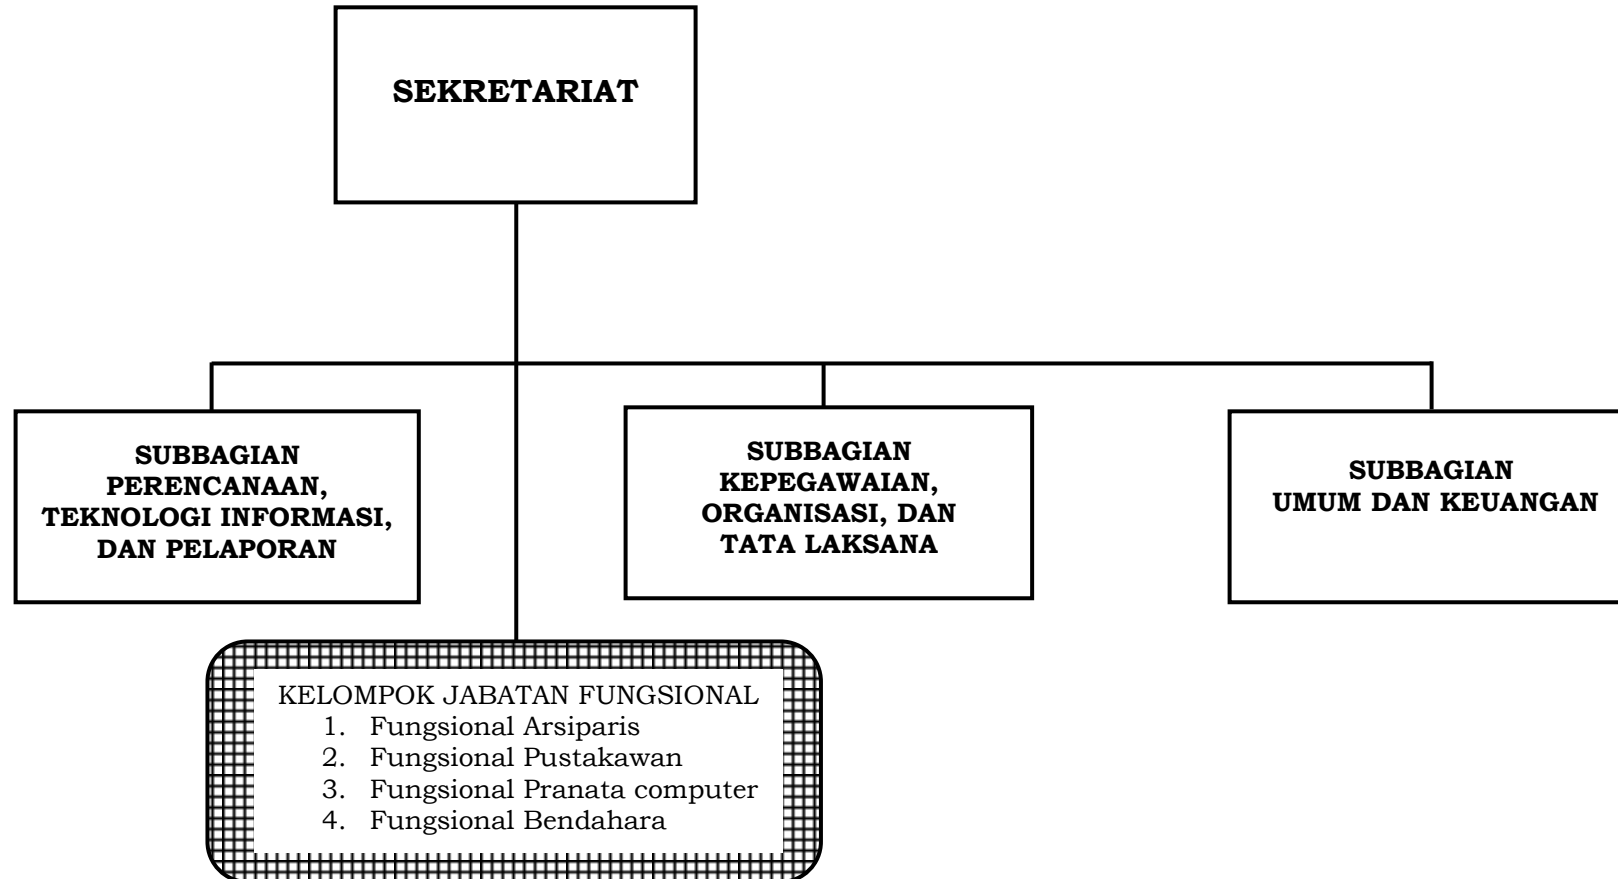 SEKRETARIAT
SUBBAGIAN
PERENCANAAN,
TEKNOLOGI INFORMASI,
DAN PELAPORAN
SUBBAGIAN
KEPEGAWAIAN,
ORGANISASI, DAN
TATA LAKSANA
SUBBAGIAN
UMUM DAN KEUANGAN
KELOMPOK JABATAN FUNGSIONAL
1. Fungsional Arsiparis
2. Fungsional Pustakawan
3. Fungsional Pranata computer
4. Fungsional Bendahara